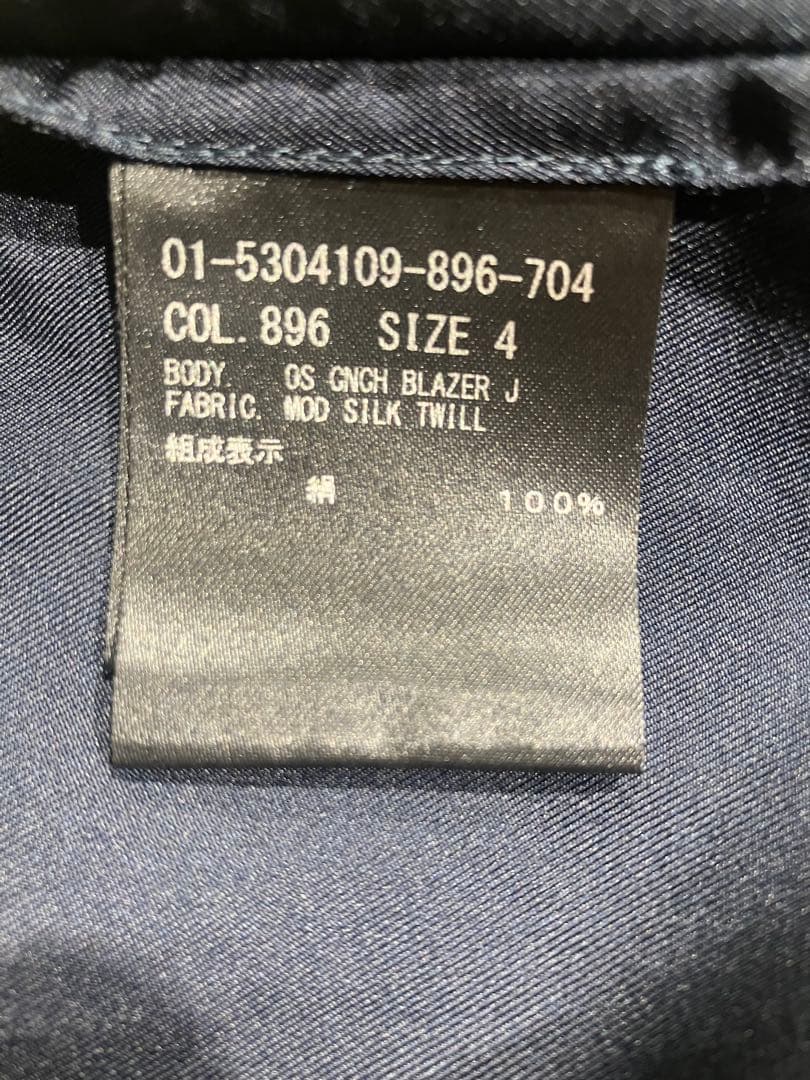 01-5304109-896-704
COL. 896 SIZE 4
BODY. OS GNCH BLAZER J
FABRIC. MOD SILK TWILL
組成表示
絹 100%